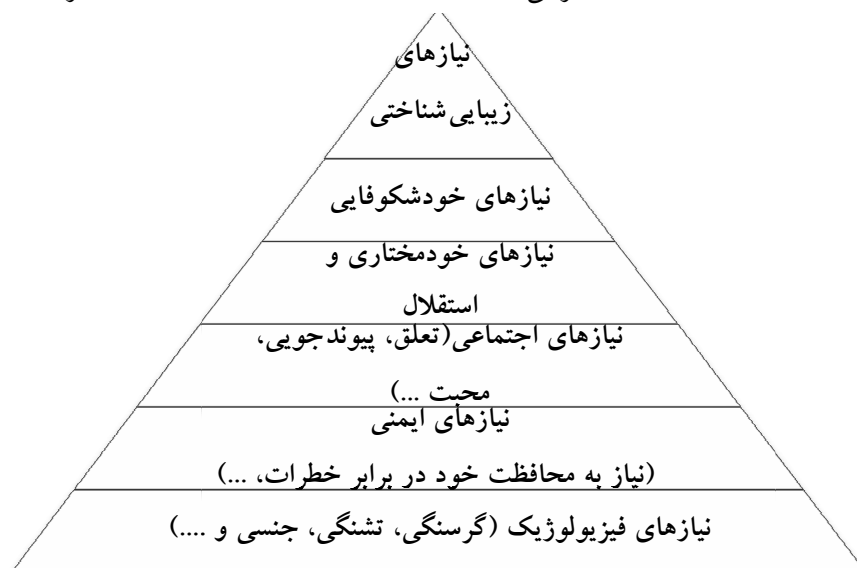 نیازهای
زیبایی‌شناختی
نیازهای خودشکوفایی
نیازهای خودمختاری و
استقلال
نیازهای اجتماعی(تعلق، پیوندجویی،
محبت ...)
نیازهای ایمنی
(نیاز به محافظت خود در برابر خطرات، ...)
نیازهای فیزیولوژیک (گرسنگی، تشنگی، جنسی و ....)